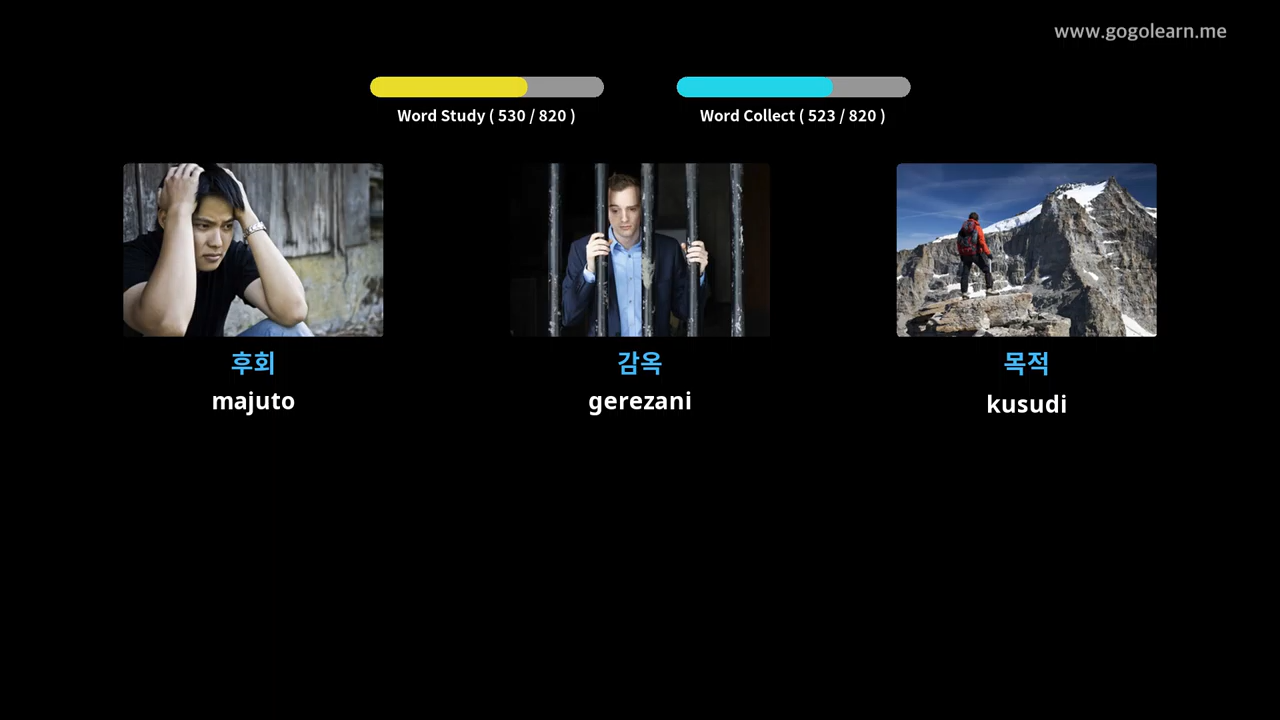 www.gogolearn.me
Word Study ( 530 / 820 )
Word Collect ( 523 / 820 )
후회
majuto
감옥
gerezani
목적
kusudi